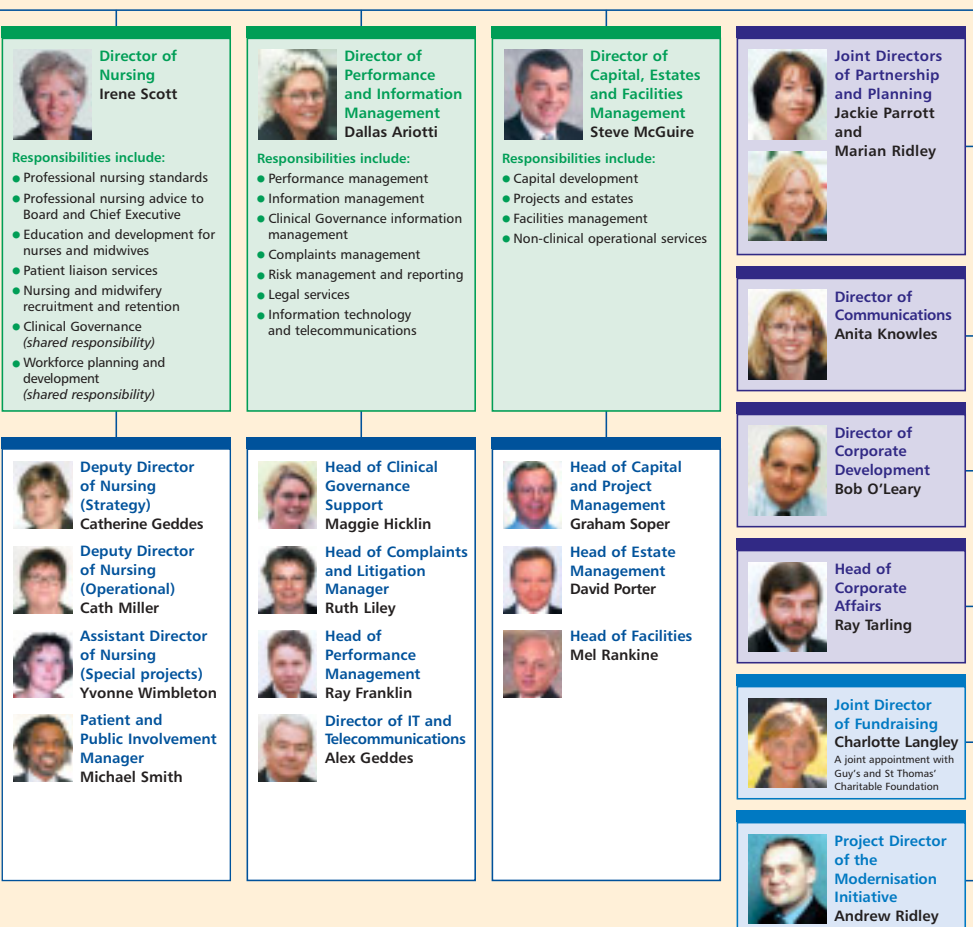 Director of
Nursing
Irene Scott
Responsibilities include:
● Professional nursing standards
● Professional nursing advice to
Board and Chief Executive
● Education and development for
nurses and midwives
● Patient liaison services
● Nursing and midwifery
recruitment and retention
● Clinical Governance
(shared responsibility)
● Workforce planning and
development
(shared responsibility)
Deputy Director
of Nursing
(Strategy)
Catherine Geddes
Deputy Director
of Nursing
(Operational)
Cath Miller
Assistant Director
of Nursing
(Special projects)
Yvonne Wimbleton
Patient and
Public Involvement
Manager
Michael Smith
Director of
Performance
and Information
Management
Dallas Ariotti
Responsibilities include:
● Performance management
● Information management
● Clinical Governance information
management
● Complaints management
● Risk management and reporting
● Legal services
● Information technology
and telecommunications
Head of Clinical
Governance
Support
Maggie Hicklin
Head of Complaints
and Litigation
Manager
Ruth Liley
Head of
Performance
Management
Ray Franklin
Director of IT and
Telecommunications
Alex Geddes
Director of
Capital, Estates
and Facilities
Management
Steve McGuire
Responsibilities include:
● Capital development
● Projects and estates
● Facilities management
● Non-clinical operational services
Head of Capital
and Project
Management
Graham Soper
Head of Estate
Management
David Porter
Head of Facilities
Mel Rankine
Joint Directors
of Partnership
and Planning
Jackie Parrott
and
Marian Ridley
Director of
Communications
Anita Knowles
Director of
Corporate
Development
Bob O’Leary
Head of
Corporate
Affairs
Ray Tarling
Joint Director
of Fundraising
Charlotte Langley
A joint appointment with
Guy’s and St Thomas’
Charitable Foundation
Project Director
of the
Modernisation
Initiative
Andrew Ridley